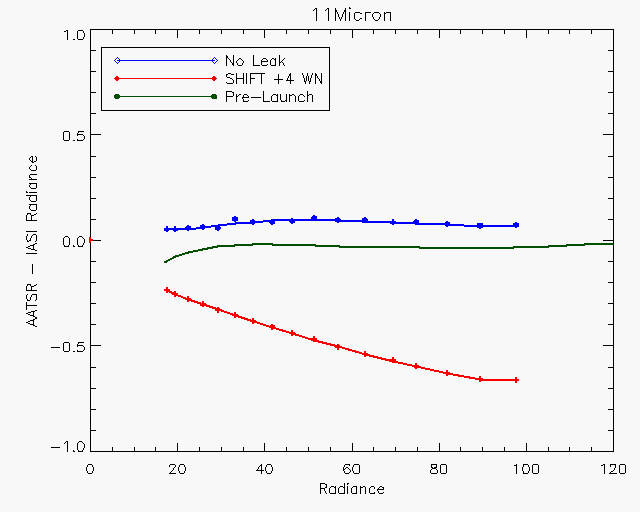 11Micron
1.0
No Leak
SHIFT +4 WN
Pre-Launch
0.5
AATSR - IASI Radiance
0.0
-0.5
-1.0
0 20 40 60 80 100 120
Radiance